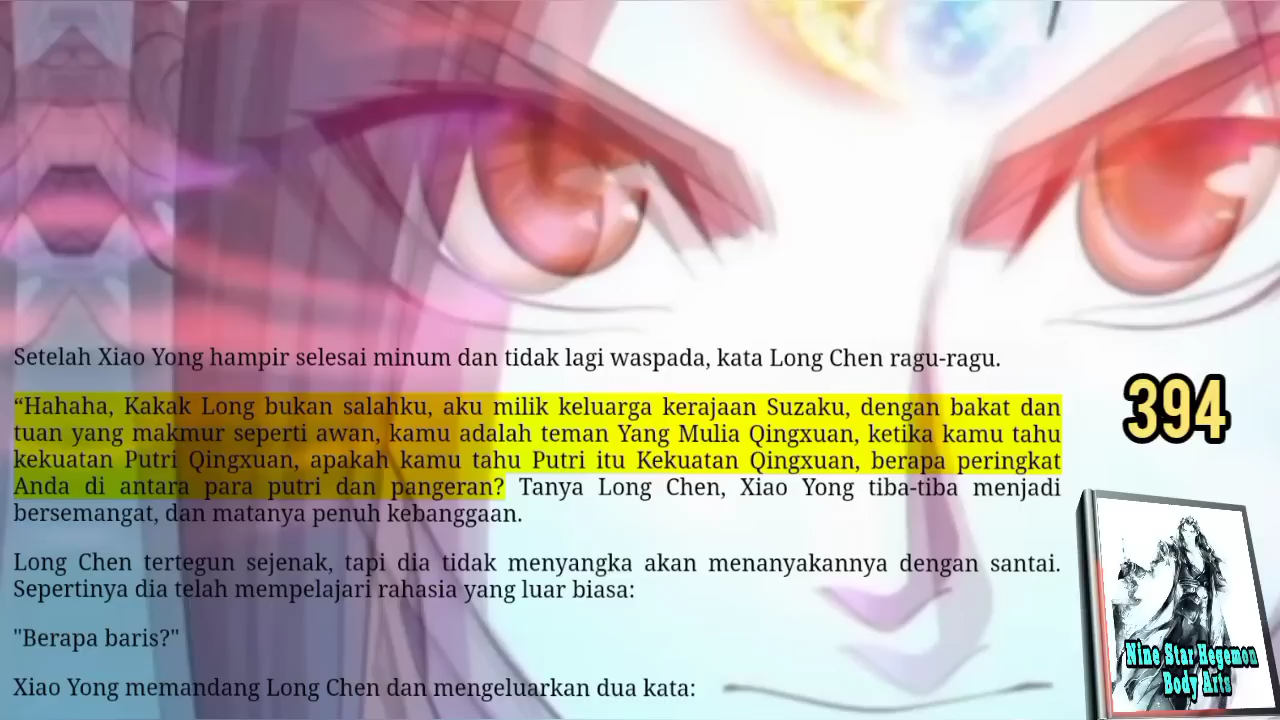 Setelah Xiao Yong hampir selesai minum dan tidak lagi waspada, kata Long Chen ragu-ragu.
“Hahaha, Kakak Long bukan salahku, aku milik keluarga kerajaan Suzaku, dengan bakat dan
tuan yang makmur seperti awan, kamu adalah teman Yang Mulia Qingxuan, ketika kamu tahu
kekuatan Putri Qingxuan, apakah kamu tahu Putri itu Kekuatan Qingxuan, berapa peringkat
Anda di antara para putri dan pangeran? Tanya Long Chen, Xiao Yong tiba-tiba menjadi
bersemangat, dan matanya penuh kebanggaan.
Long Chen tertegun sejenak, tapi dia tidak menyangka akan menanyakannya dengan santai.
Sepertinya dia telah mempelajari rahasia yang luar biasa:
"Berapa baris?"
Xiao Yong memandang Long Chen dan mengeluarkan dua kata:
394
Nine Star Hegemon
Body Arts